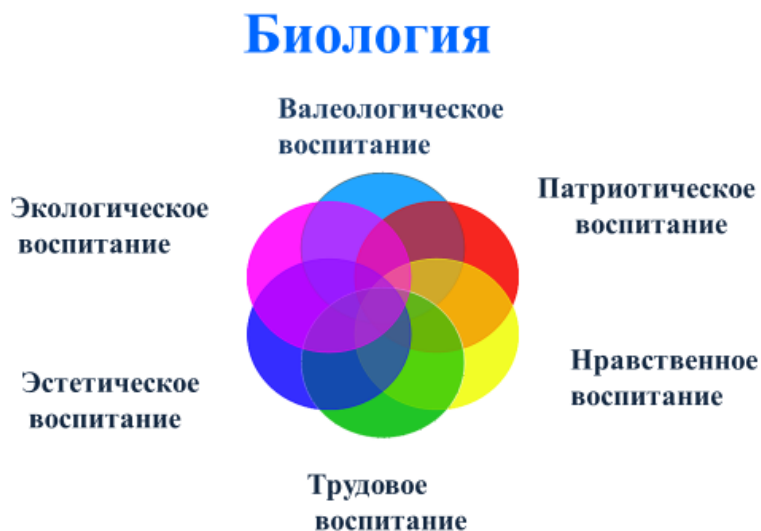 Биология
Валеологическое
воспитание
Экологическое
воспитание
Патриотическое
воспитание
Эстетическое
воспитание
Нравственное
воспитание
Трудовое
воспитание